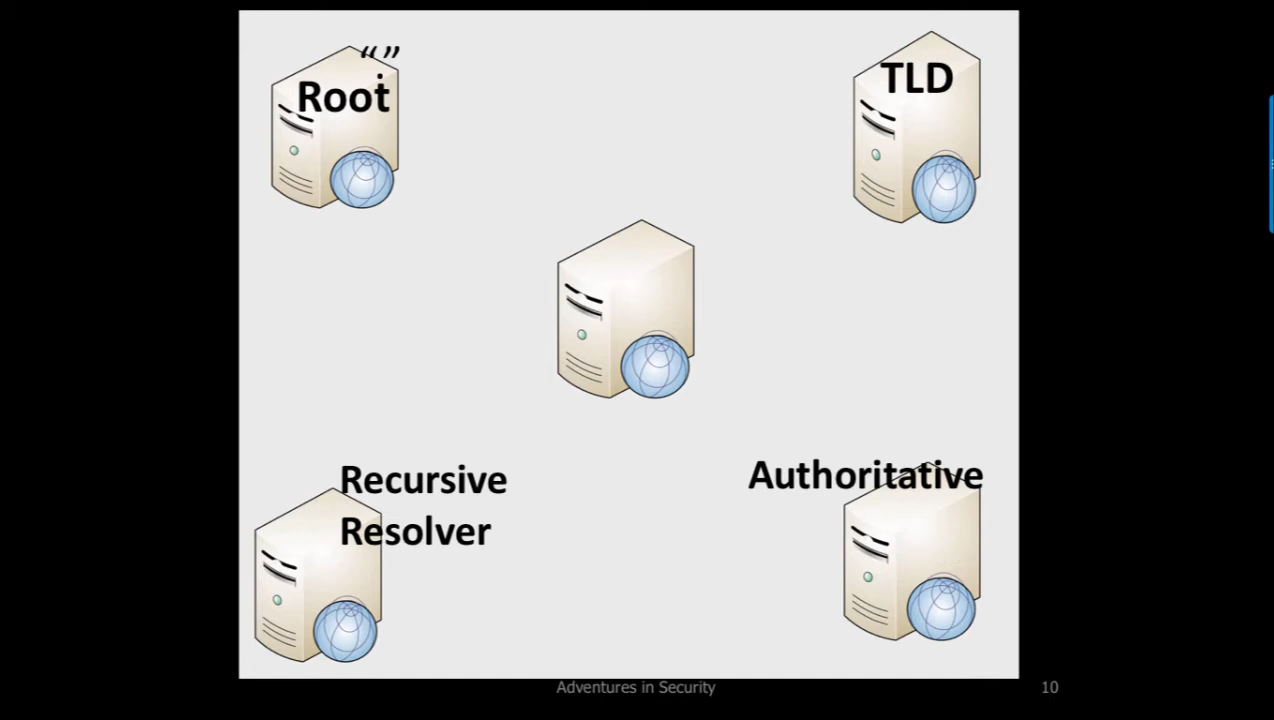 “.”
Root
TLD
Recursive
Resolver
Authoritative
Adventures in Security
10